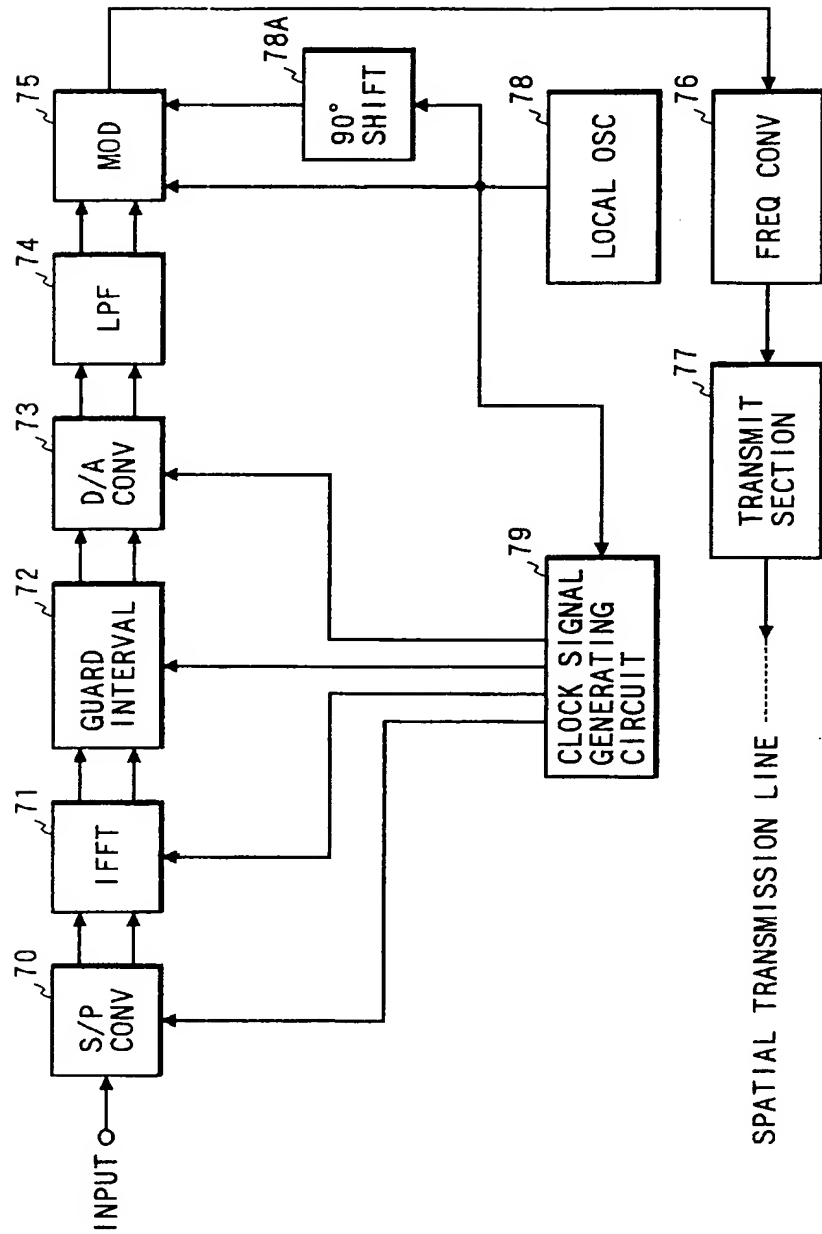 INPUT
70
S/P
CONV
71
IFFT
72
GUARD
INTERVAL
73
D/A
CONV
74
LPF
75
MOD
78A
90°
SHIFT
78
LOCAL OSC
79
CLOCK SIGNAL
GENERATING
CIRCUIT
76
FREQ CONV
77
TRANSMIT
SECTION
SPATIAL TRANSMISSION LINE